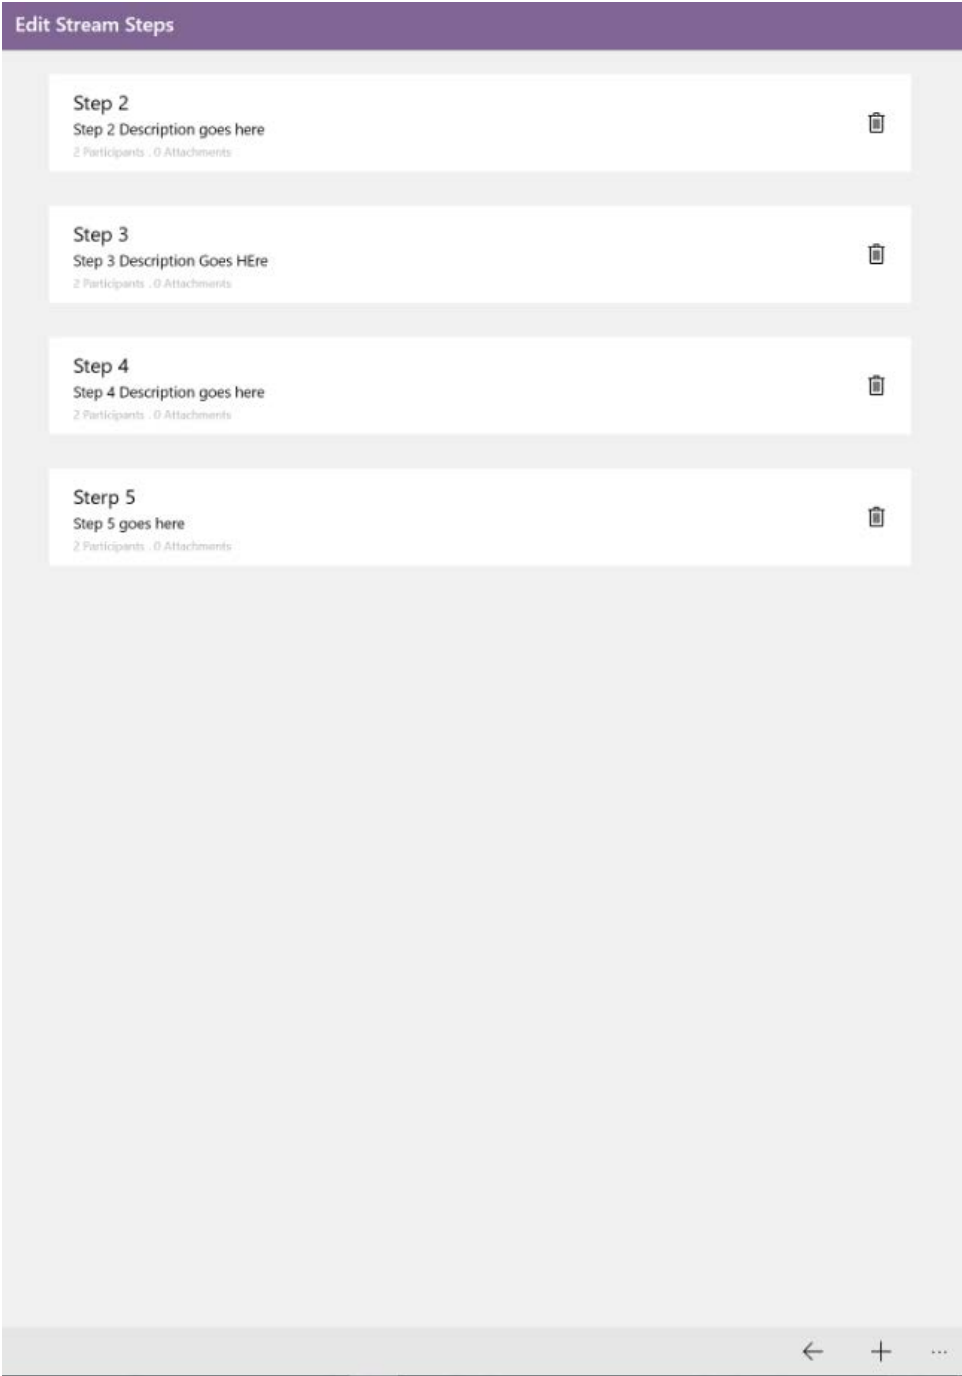 Edit Stream Steps
Step 2
Step 2 Description goes here
2 Participants . 0 Attachments
Step 3
Step 3 Description Goes HEre
2 Participants . 0 Attachments
Step 4
Step 4 Description goes here
2 Participants . 0 Attachments
Sterp 5
Step 5 goes here
2 Participants . 0 Attachments